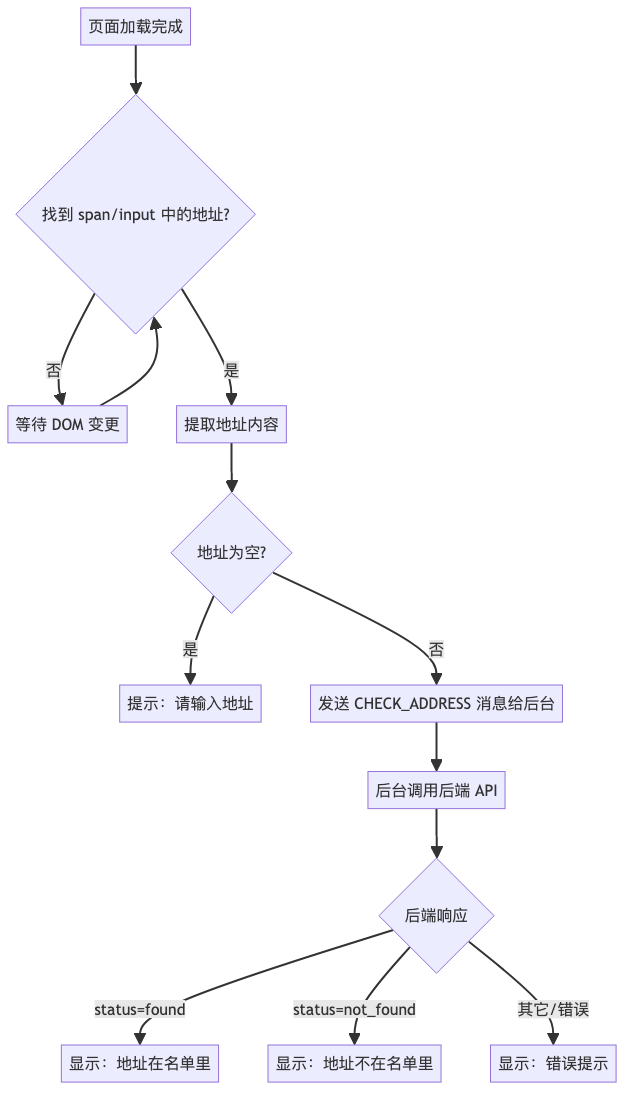 页面加载完成
找到 span/input 中的地址?
否
是
等待 DOM 变更
提取地址内容
地址为空?
是
否
提示：请输入地址
发送 CHECK_ADDRESS 消息给后台
后台调用后端 API
后端响应
status=found
status=not_found
其它/错误
显示：地址在名单里
显示：地址不在名单里
显示：错误提示